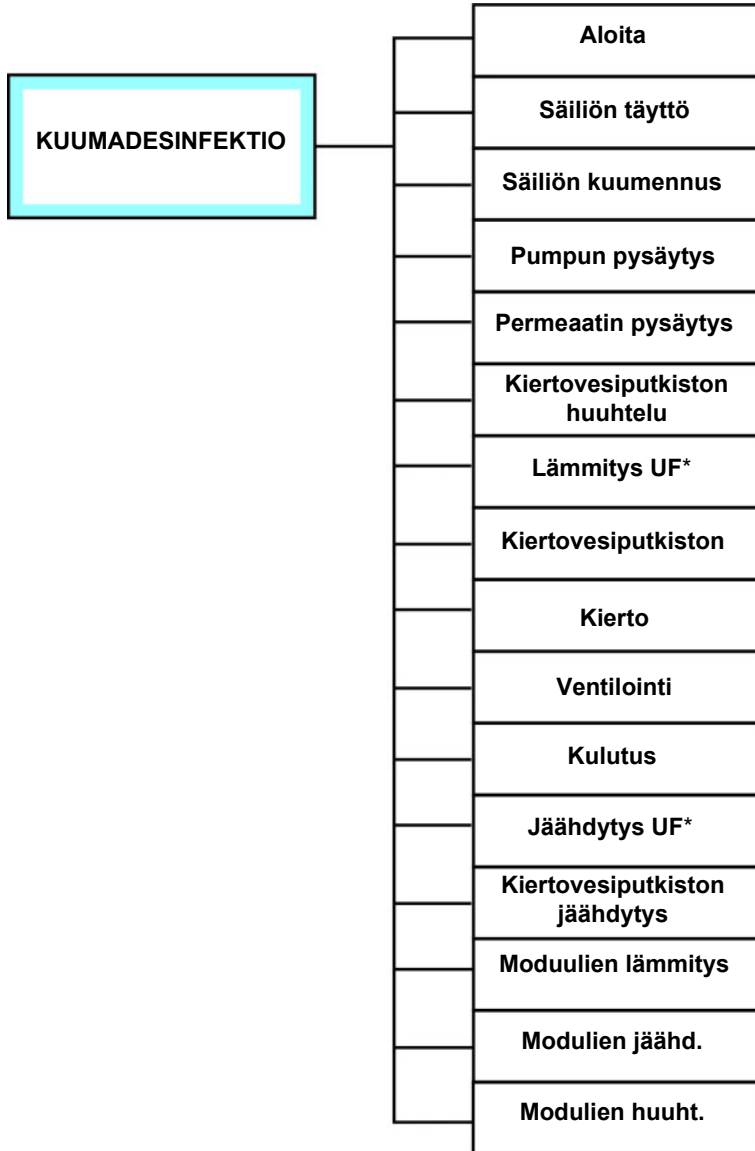 KUUMADESINFEKTIO
Aloita
Säiliön täyttö
Säiliön kuumennus
Pumpun pysäytys
Permeaatin pysäytys
Kiertovesiputkiston
huuhtelu
Lämmitys UF*
Kiertovesiputkiston
Kierto
Ventilointi
Kulutus
Jäähdytys UF*
Kiertovesiputkiston
jäähdytys
Moduulien lämmitys
Modulien jäähd.
Modulien huuht.